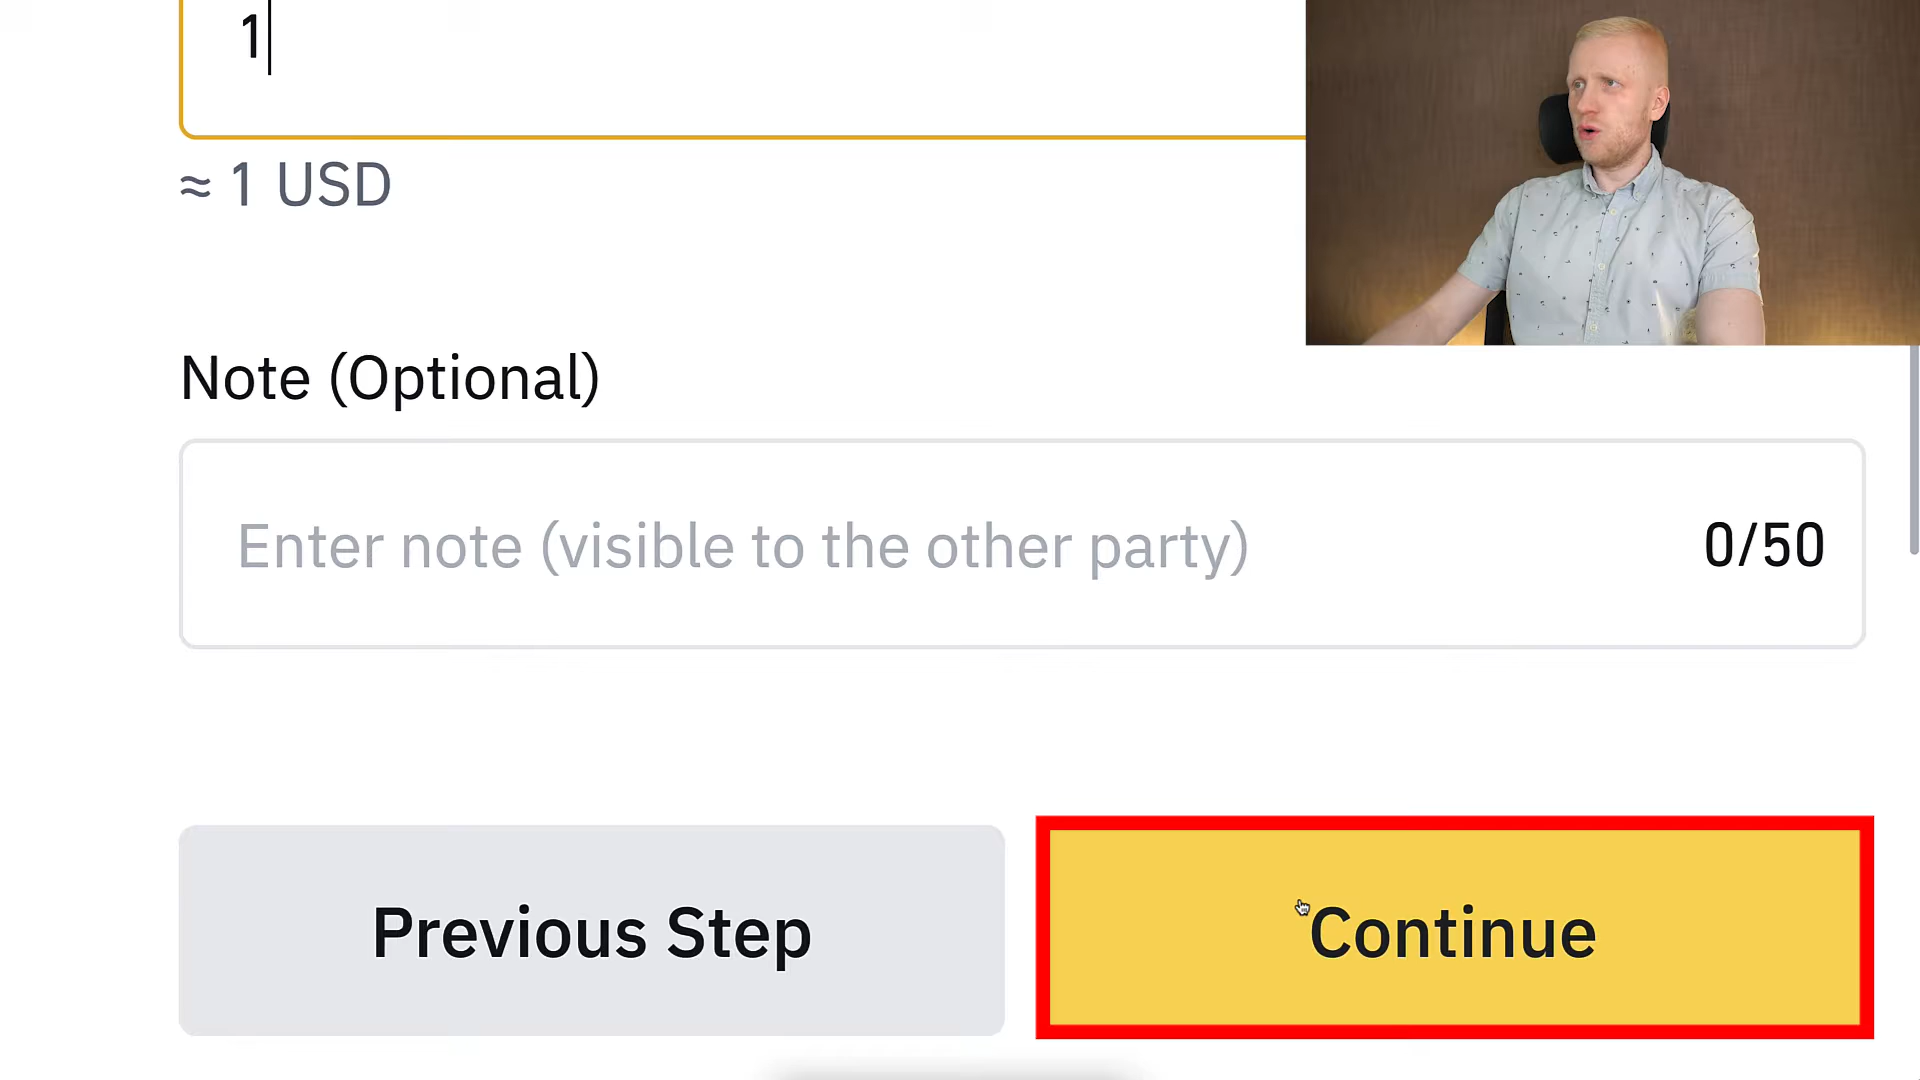 1
≈ 1 USD
Note (Optional)
Enter note (visible to the other party)
0/50
Previous Step
Continue